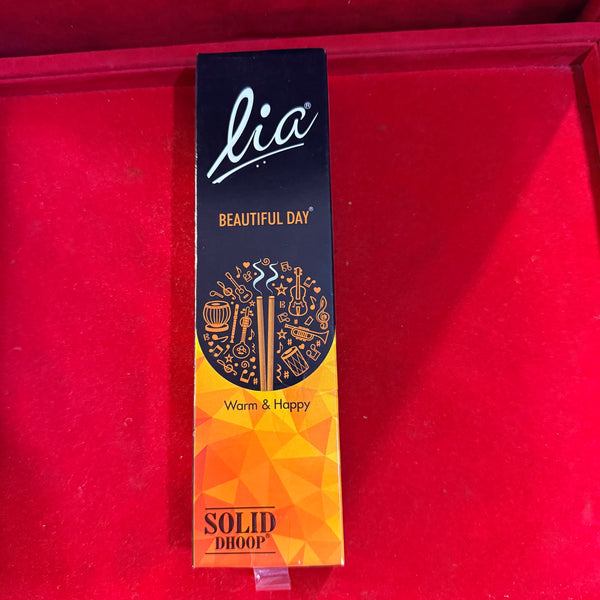 lia®
BEAUTIFUL DAY®
Warm & Happy
SOLID
DHOOP®